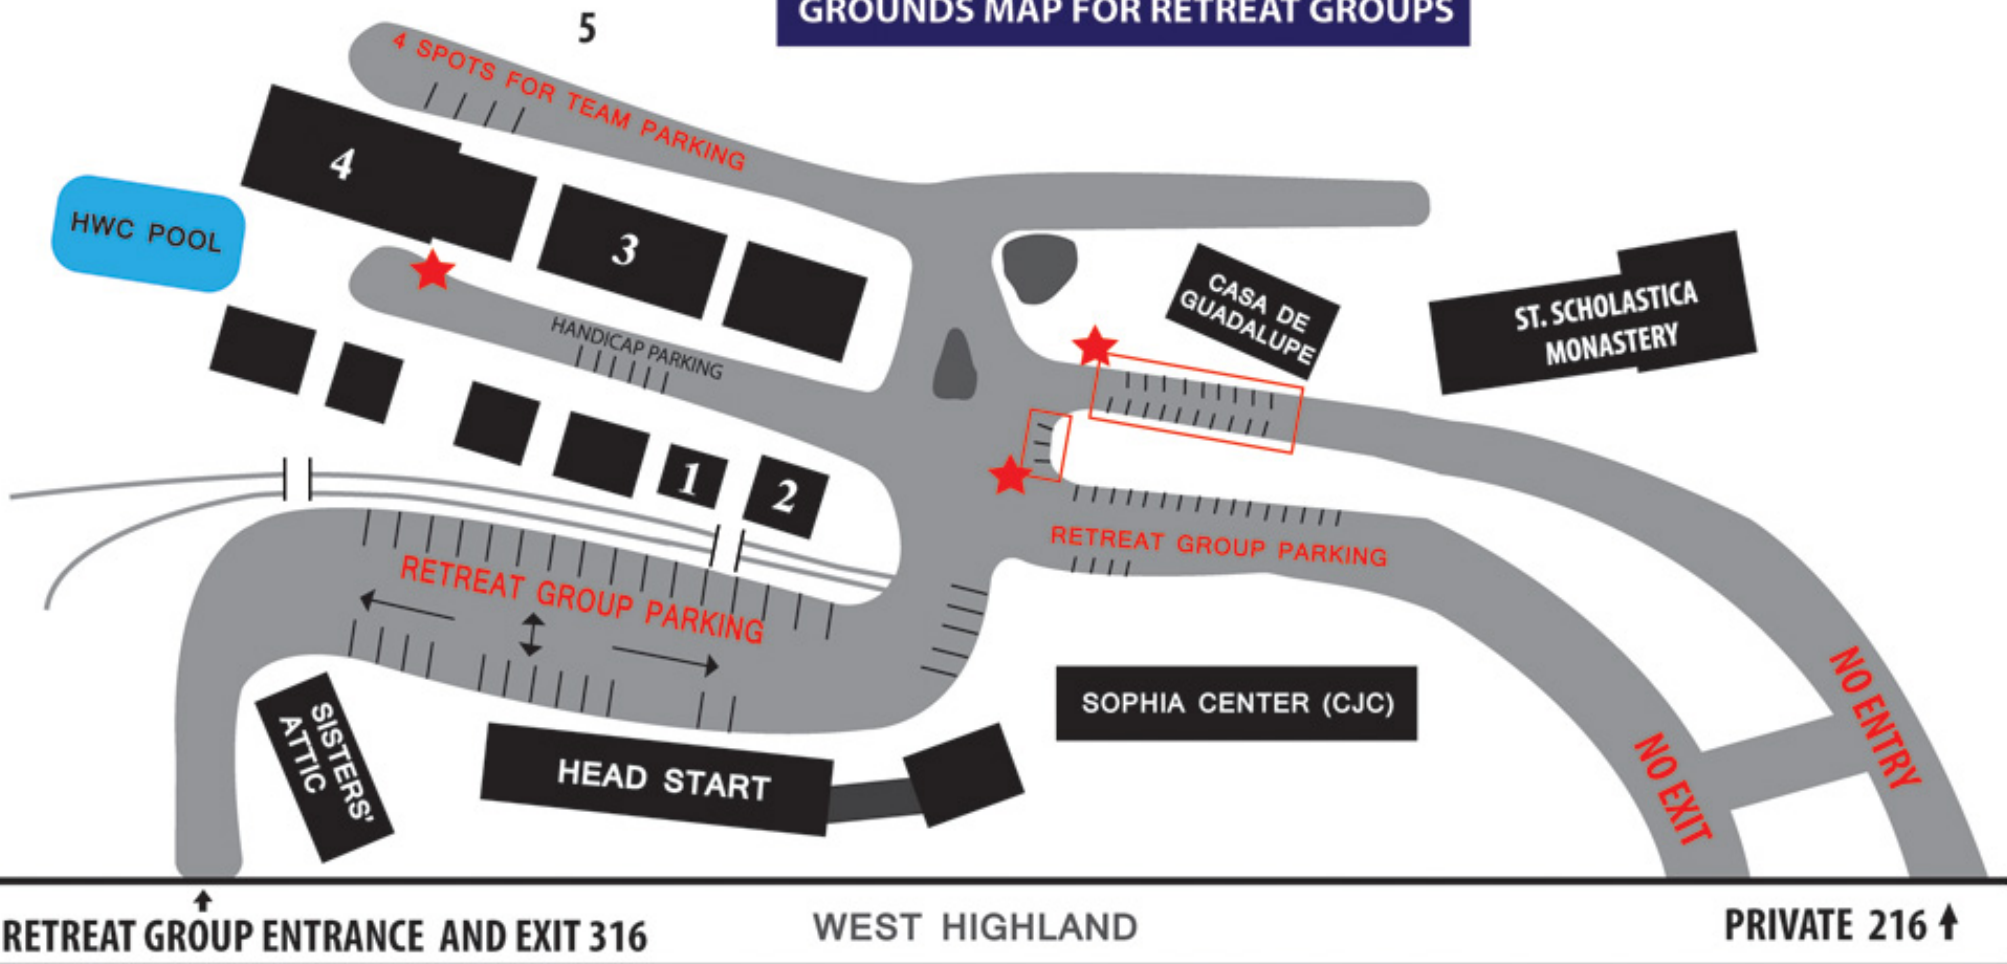 GROUNDS MAP FOR RETREAT GROUPS
5
4 SPOTS FOR TEAM PARKING
4
HWC POOL
3
HANDICAP PARKING
CASA DE
GUADALUPE
ST. SCHOLASTICA
MONASTERY
1
2
RETREAT GROUP PARKING
RETREAT GROUP PARKING
SISTERS'
ATTIC
HEAD START
SOPHIA CENTER (CJC)
NO EXIT
NO ENTRY
RETREAT GROUP ENTRANCE AND EXIT 316
WEST HIGHLAND
PRIVATE 216